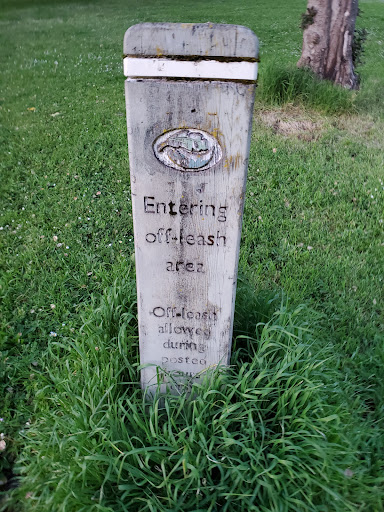 Entering
off-leash
area
Off-leash
allowed
during
posted